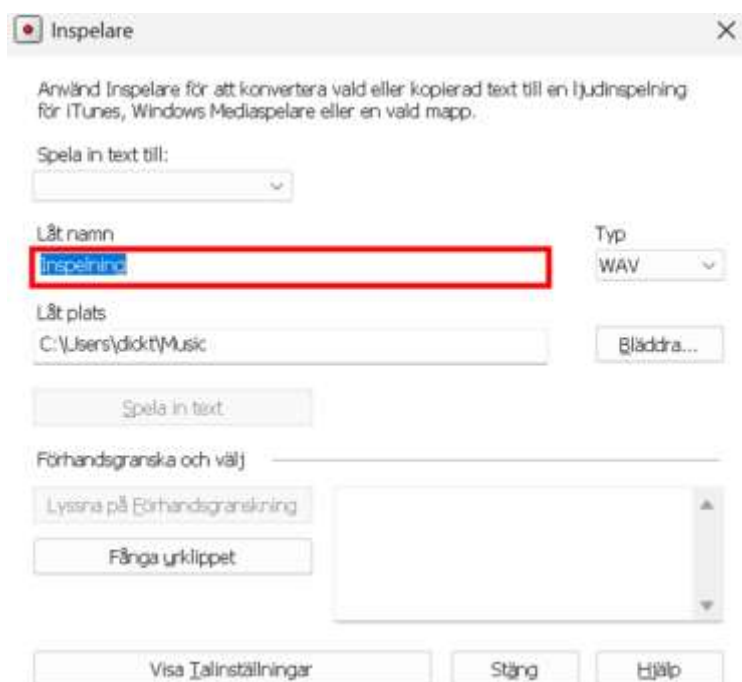 Inspelare
Använd Inspelare för att konvertera vald eller kopierad text till en ljudinspelning
för iTunes, Windows Mediaspelare eller en vald mapp.
Spela in text till:
Låt namn
Typ
Inspelning
WAV
Låt plats
C:\Users\dickt\Music
Bläddra...
Spela in text
Förhandsgranska och välj
Lyssna på Förhandsgranskning
Fånga urklippet
Visa Talinställningar
Stäng
Hjälp